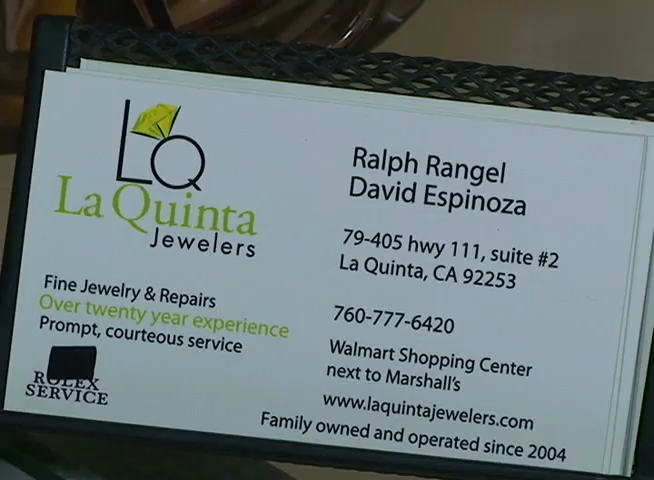 LQ
La Quinta
Jewelers
Fine Jewelry & Repairs
Over twenty year experience
Prompt, courteous service
ROLEX
SERVICE
Ralph Rangel
David Espinoza
79-405 hwy 111, suite #2
La Quinta, CA 92253
760-777-6420
Walmart Shopping Center
next to Marshall's
www.laquintajewelers.com
Family owned and operated since 2004